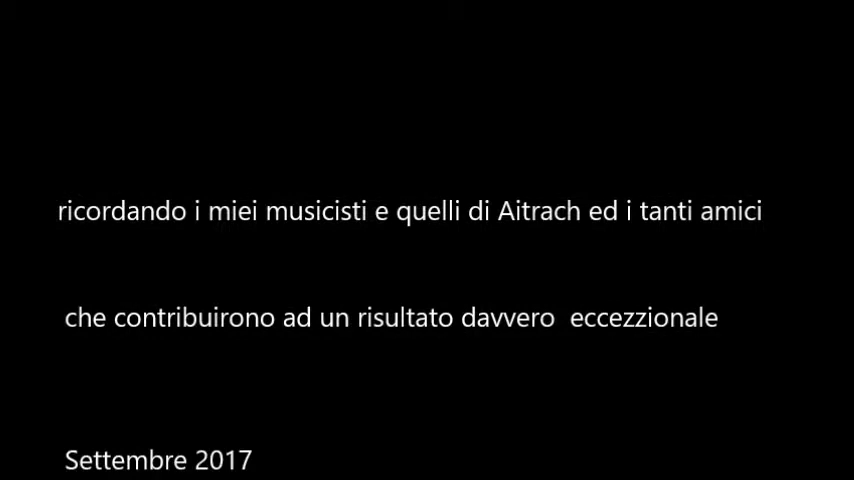 ricordando i miei musicisti e quelli di Aitrach ed i tanti amici
che contribuirono ad un risultato davvero  eccezzionale
Settembre 2017